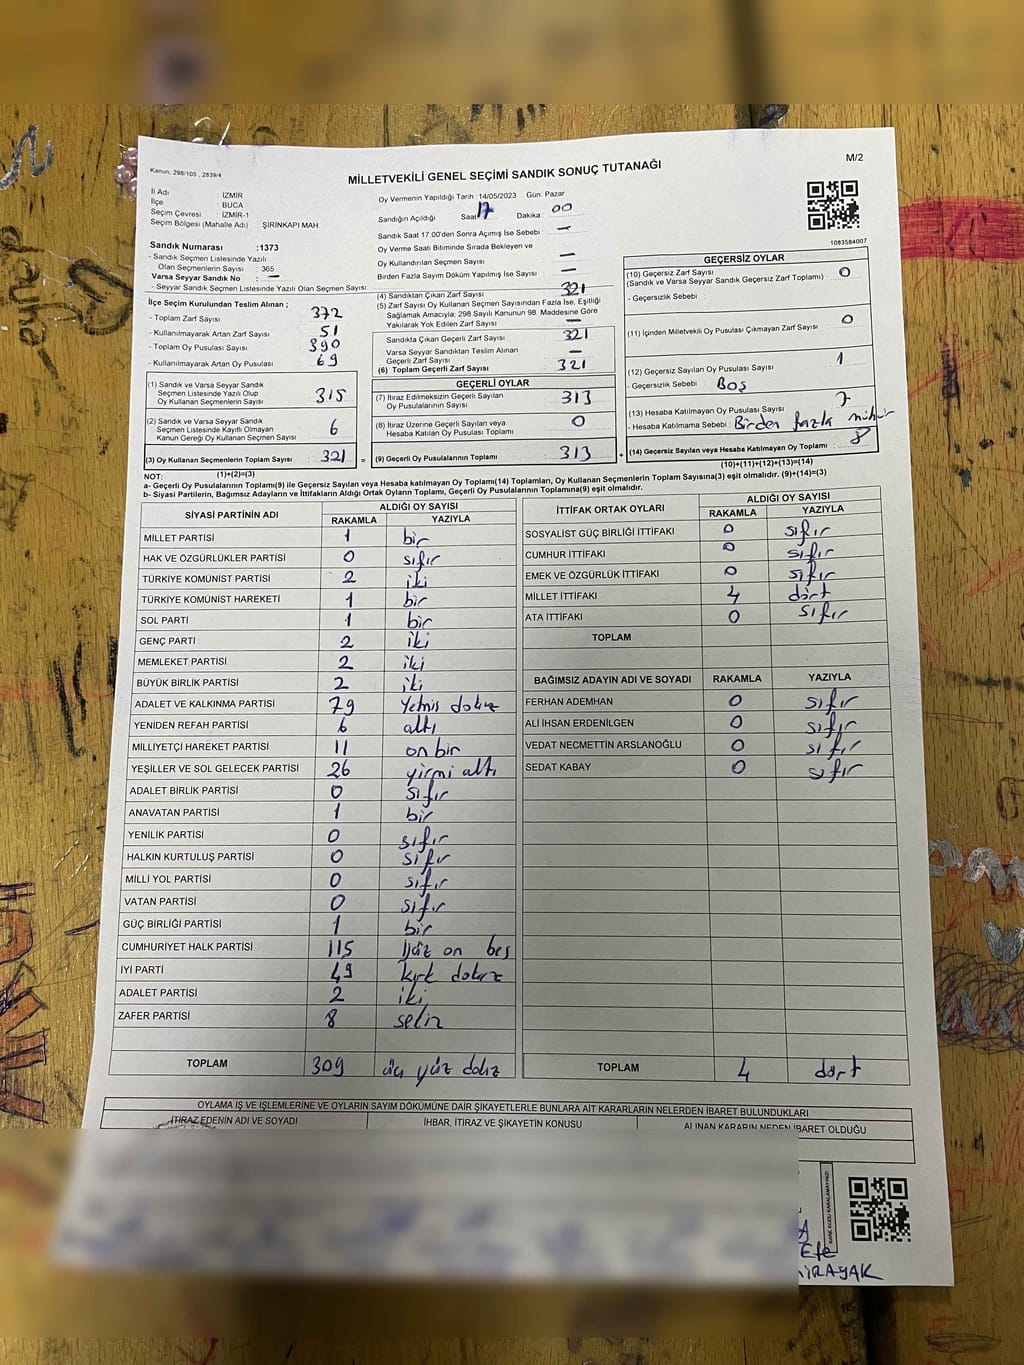 Kanun: 298/105 , 2839/4
M/2
MİLLETVEKİLİ GENEL SEÇİMİ SANDIK SONUÇ TUTANAĞI
İl Adı : İZMİR
İlçe : BUCA
Seçim Çevresi : İZMİR-1
Seçim Bölgesi (Mahalle Adı) ŞİRİNKAPI MAH.
Sandık Numarası :1373
- Sandık Seçmen Listesinde Yazılı
Olan Seçmenlerin Sayısı : 365
Varsa Seyyar Sandık No : —
- Seyyar Sandık Seçmen Listesinde Yazılı Olan Seçmen Sayısı:
Oy Vermenin Yapıldığı Tarih :14/05/2023 Gün: Pazar
Sandığın Açıldığı Saat 17 Dakika : 00
Sandık Saat 17.00'den Sonra Açımış İse Sebebi : —
Oy Verme Saati Bitiminde Sırada Bekleyen ve
Oy Kullandırılan Seçmen Sayısı —
Birden Fazla Sayım Döküm Yapılmış İse Sayısı —
1083584007
İlçe Seçim Kurulundan Teslim Alınan ;
- Toplam Zarf Sayısı : 372
- Kullanılmayarak Artan Zarf Sayısı : 51
- Toplam Oy Pusulası Sayısı : 390
- Kullanılmayarak Artan Oy Pusulası : 69
(4) Sandıktan Çıkan Zarf Sayısı 321
(5) Zarf Sayısı Oy Kullanan Seçmen Sayısından Fazla İse, Eşitliği
Sağlamak Amacıyla, 298 Sayılı Kanunun 98. Maddesine Göre
Yakılarak Yok Edilen Zarf Sayısı —
Sandıkta Çıkan Geçerli Zarf Sayısı 321
Varsa Seyyar Sandıktan Teslim Alınan
Geçerli Zarf Sayısı —
(6) Toplam Geçerli Zarf Sayısı 321
GEÇERSİZ OYLAR
(10) Geçersiz Zarf Sayısı : 0
(Sandık ve Varsa Seyyar Sandık Geçersiz Zarf Toplamı)
- Geçersizlik Sebebi :
(11) İçinden Milletvekili Oy Pusulası Çıkmayan Zarf Sayısı : 0
(12) Geçersiz Sayılan Oy Pusulası Sayısı : 1
- Geçersizlik Sebebi : Boş
(13) Hesaba Katılmayan Oy Pusulası Sayısı : 7
- Hesaba Katılmama Sebebi : Birden fazla mühür
(14) Geçersiz Sayılan veya Hesaba Katılmayan Oy Toplamı : 8
(10)+(11)+(12)+(13)=(14)
(1) Sandık ve Varsa Seyyar Sandık
Seçmen Listesinde Yazılı Olup
Oy Kullanan Seçmenlerin Sayısı : 315
(2) Sandık ve Varsa Seyyar Sandık
Seçmen Listesinde Kayıtlı Olmayan
Kanun Gereği Oy Kullanan Seçmen Sayısı : 6
(3) Oy Kullanan Seçmenlerin Toplam Sayısı : 321 =
(1)+(2)=(3)
GEÇERLİ OYLAR
(7) İtiraz Edilmeksizin Geçerli Sayılan
Oy Pusulalarının Sayısı : 313
(8) İtiraz Üzerine Geçerli Sayılan veya
Hesaba Katılan Oy Pusulası Toplamı : 0
(9) Geçerli Oy Pusulalarının Toplamı : 313 +
NOT:
a- Geçerli Oy Pusulalarının Toplamı(9) ile Geçersiz Sayılan veya Hesaba katılmayan Oy Toplamı(14) Toplamları, Oy Kullanan Seçmenlerin Toplam Sayısına(3) eşit olmalıdır. (9)+(14)=(3)
b- Siyasi Partilerin, Bağımsız Adayların ve İttifakların Aldığı Ortak Oyların Toplamı, Geçerli Oy Pusulalarının Toplamına(9) eşit olmalıdır.
SİYASİ PARTİNİN ADI ALDIĞI OY SAYISI
RAKAMLA YAZIYLA
MİLLET PARTİSİ 1 bir
HAK VE ÖZGÜRLÜKLER PARTİSİ 0 sıfır
TÜRKİYE KOMÜNİST PARTİSİ 2 iki
TÜRKİYE KOMÜNİST HAREKETİ 1 bir
SOL PARTİ 1 bir
GENÇ PARTİ 2 iki
MEMLEKET PARTİSİ 2 iki
BÜYÜK BİRLİK PARTİSİ 2 iki
ADALET VE KALKINMA PARTİSİ 79 Yetmiş dokuz
YENİDEN REFAH PARTİSİ 6 altı
MİLLİYETÇİ HAREKET PARTİSİ 11 on bir
YEŞİLLER VE SOL GELECEK PARTİSİ 26 yirmi altı
ADALET BİRLİK PARTİSİ 0 sıfır
ANAVATAN PARTİSİ 1 bir
YENİLİK PARTİSİ 0 sıfır
HALKIN KURTULUŞ PARTİSİ 0 sıfır
MİLLİ YOL PARTİSİ 0 sıfır
VATAN PARTİSİ 0 sıfır
GÜÇ BİRLİĞİ PARTİSİ 1 bir
CUMHURİYET HALK PARTİSİ 115 Yüz on beş
İYİ PARTİ 49 kırk dokuz
ADALET PARTİSİ 2 iki
ZAFER PARTİSİ 8 sekiz
TOPLAM 309 üç yüz dokuz
İTTİFAK ORTAK OYLARI ALDIĞI OY SAYISI
RAKAMLA YAZIYLA
SOSYALİST GÜÇ BİRLİĞİ İTTİFAKI 0 sıfır
CUMHUR İTTİFAKI 0 sıfır
EMEK VE ÖZGÜRLÜK İTTİFAKI 0 sıfır
MİLLET İTTİFAKI 4 dört
ATA İTTİFAKI 0 sıfır
TOPLAM
BAĞIMSIZ ADAYIN ADI VE SOYADI RAKAMLA YAZIYLA
FERHAN ADEMHAN 0 sıfır
ALİ İHSAN ERDENİLGEN 0 sıfır
VEDAT NECMETTİN ARSLANOĞLU 0 sıfır
SEDAT KABAY 0 sıfır
TOPLAM 4 dört
OYLAMA İŞ VE İŞLEMLERİNE VE OYLARIN SAYIM DÖKÜMÜNE DAİR ŞİKAYETLERLE BUNLARA AİT KARARLARIN NELERDEN İBARET BULUNDUKLARI
İTİRAZ EDENİN ADI VE SOYADI İHBAR, İTİRAZ VE ŞİKAYETİN KONUSU ALINAN KARARIN NEDEN İBARET OLDUĞU
KARE KODU KARALAMAYINIZ!
Efe